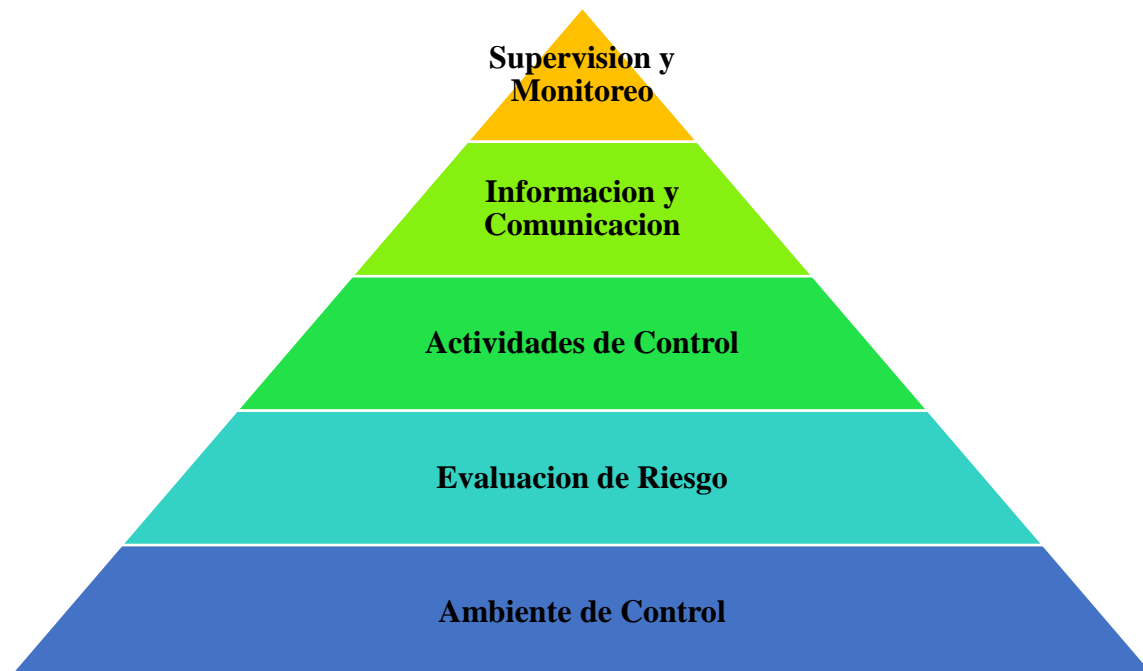 Supervision y
Monitoreo
Informacion y
Comunicacion
Actividades de Control
Evaluacion de Riesgo
Ambiente de Control